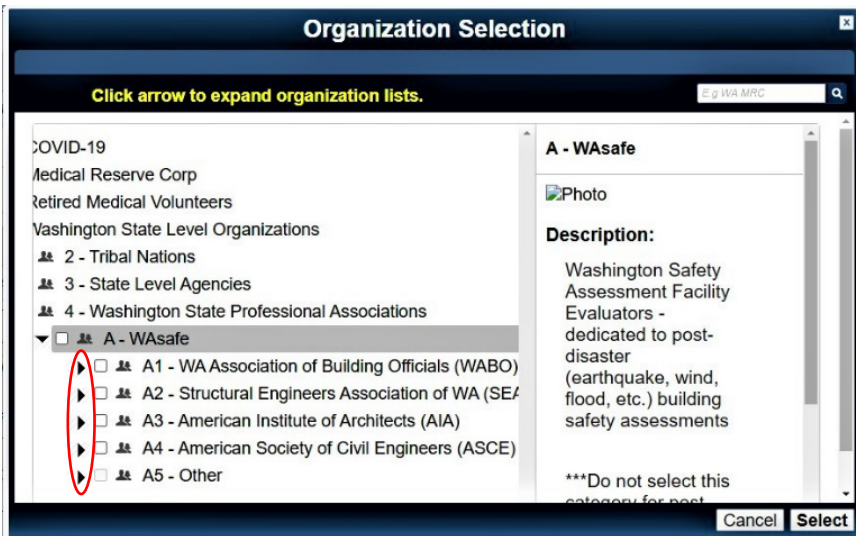 Organization Selection
x
Click arrow to expand organization lists.
E.g WA MRC
COVID-19
Medical Reserve Corp
Retired Medical Volunteers
Washington State Level Organizations
2 - Tribal Nations
3 - State Level Agencies
4 - Washington State Professional Associations
A - WAsafe
A1 - WA Association of Building Officials (WABO)
A2 - Structural Engineers Association of WA (SEA
A3 - American Institute of Architects (AIA)
A4 - American Society of Civil Engineers (ASCE)
A5 - Other
A - WAsafe
Photo
Description:
Washington Safety
Assessment Facility
Evaluators -
dedicated to post-
disaster
(earthquake, wind,
flood, etc.) building
safety assessments
***Do not select this
category for post
Cancel
Select